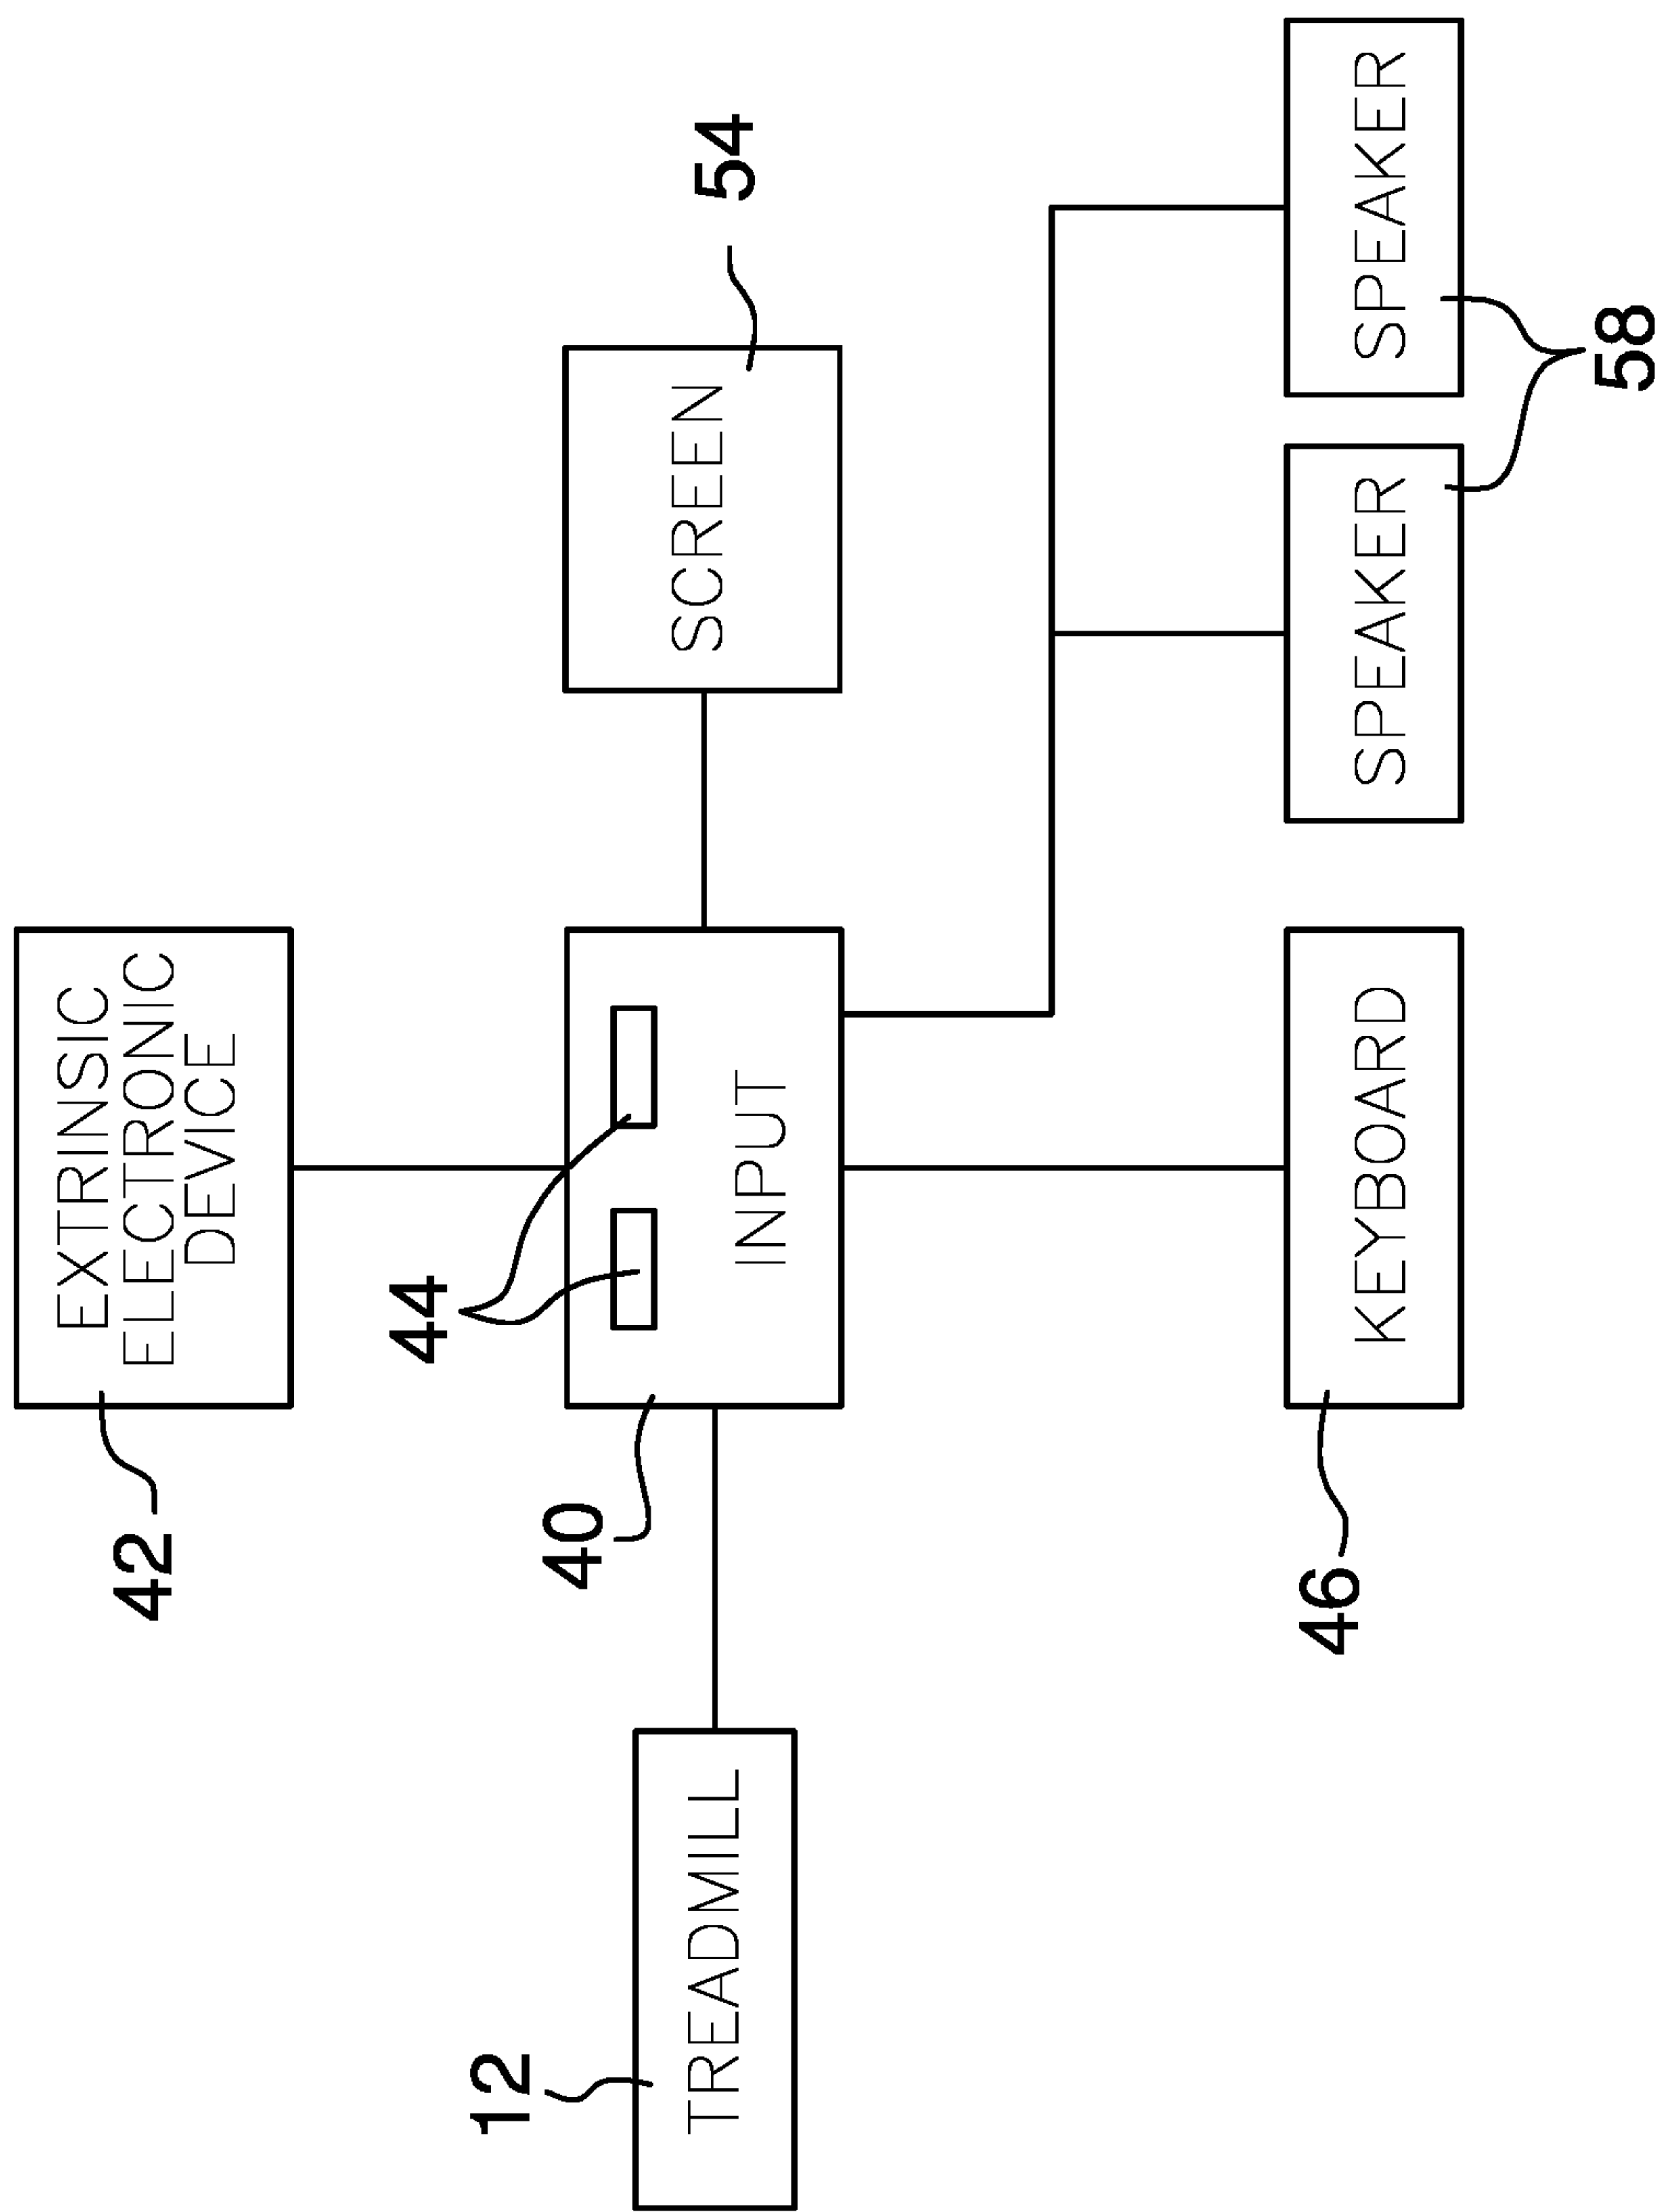 EXTRINSIC
ELECTRONIC
DEVICE
42
44
40
INPUT
SCREEN
54
12
TREADMILL
46
KEYBOARD
SPEAKER
SPEAKER
58